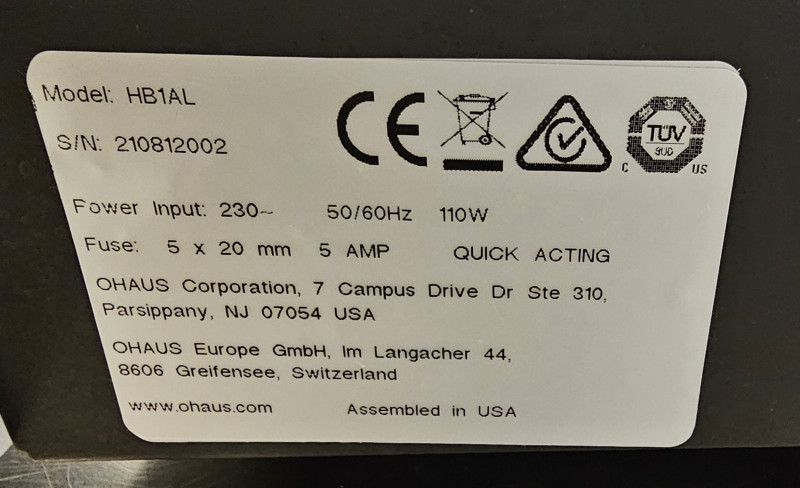 Model: HB1AL
S/N: 210812002
CE
TÜV
SÜD
C US
Power Input: 230~ 50/60Hz 110W
Fuse: 5 x 20 mm 5 AMP QUICK ACTING
OHAUS Corporation, 7 Campus Drive Dr Ste 310,
Parsippany, NJ 07054 USA
OHAUS Europe GmbH, Im Langacher 44,
8606 Greifensee, Switzerland
www.ohaus.com Assembled in USA